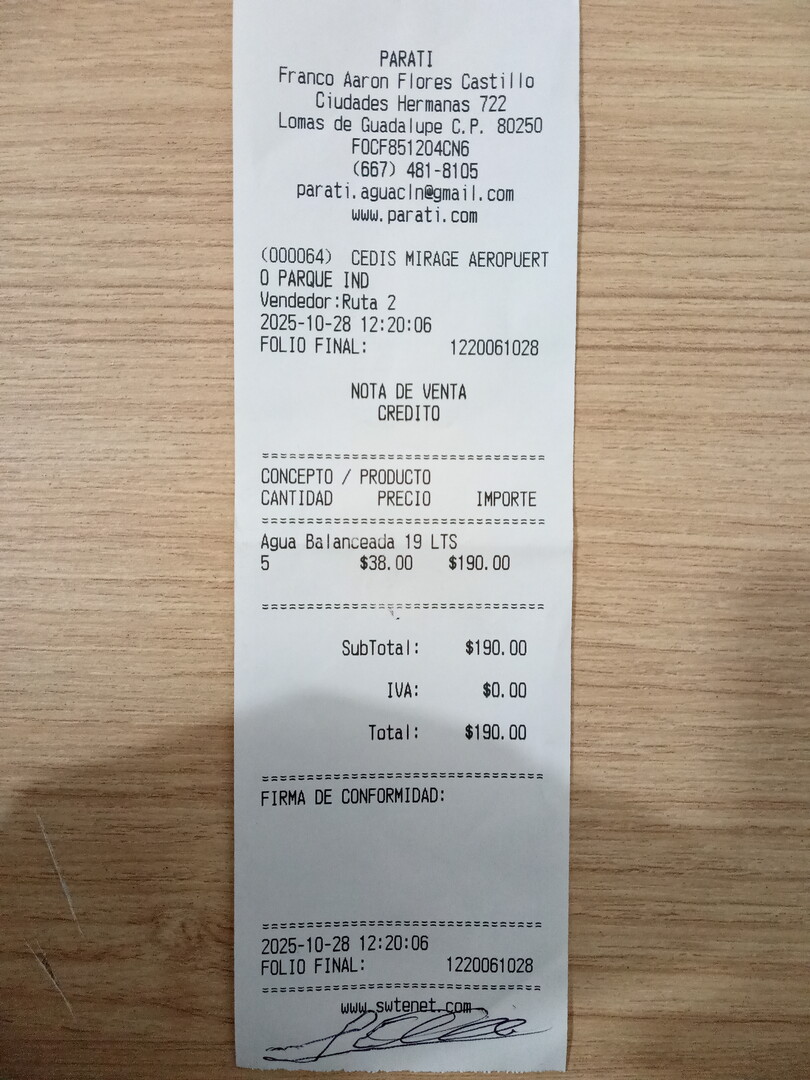 PARATI
Franco Aaron Flores Castillo
Ciudades Hermanas 722
Lomas de Guadalupe C.P. 80250
FOCF851204CN6
(667) 481-8105
parati.aguacln@gmail.com
www.parati.com
(000064) CEDIS MIRAGE AEROPUERT
O PARQUE IND
Vendedor:Ruta 2
2025-10-28 12:20:06
FOLIO FINAL: 1220061028
NOTA DE VENTA
CREDITO
===============================
CONCEPTO / PRODUCTO
CANTIDAD PRECIO IMPORTE
===============================
Agua Balanceada 19 LTS
5 $38.00 $190.00
===============================
SubTotal: $190.00
IVA: $0.00
Total: $190.00
===============================
FIRMA DE CONFORMIDAD:
===============================
2025-10-28 12:20:06
FOLIO FINAL: 1220061028
===============================
www.swtenet.com